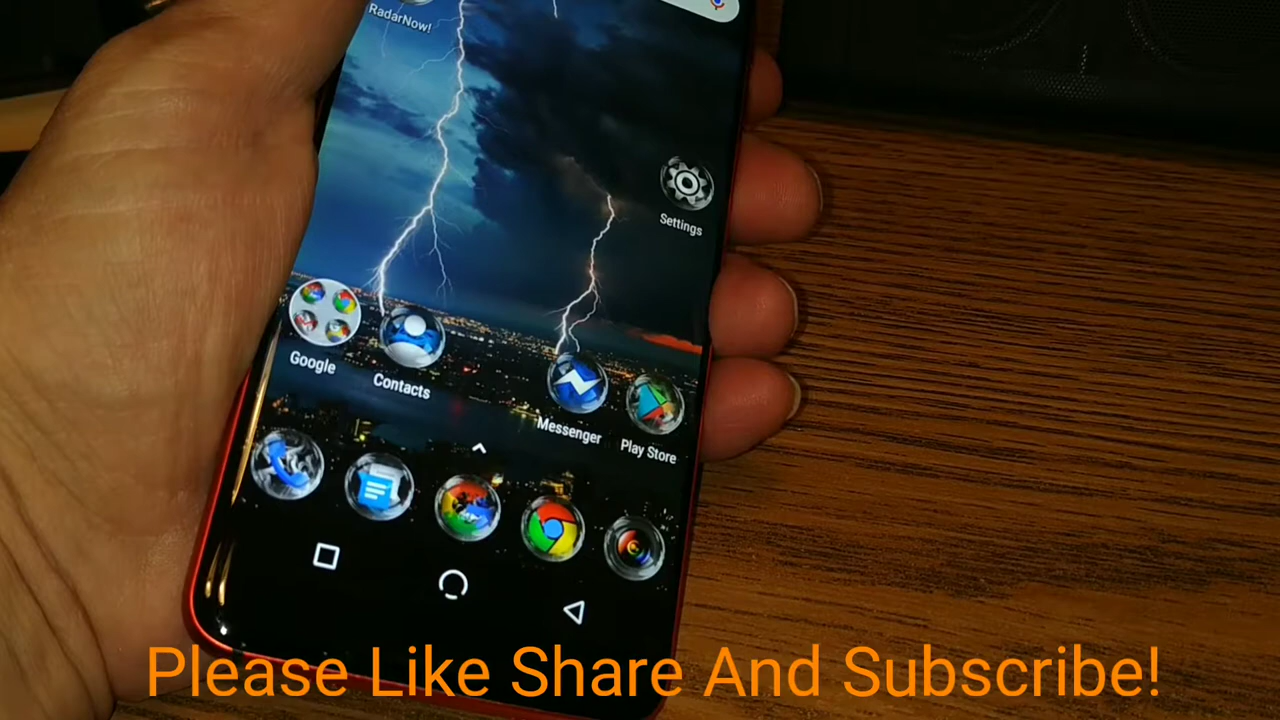 RadarNow!
Settings
Google
Contacts
Messenger
Play Store
Please Like Share And Subscribe!